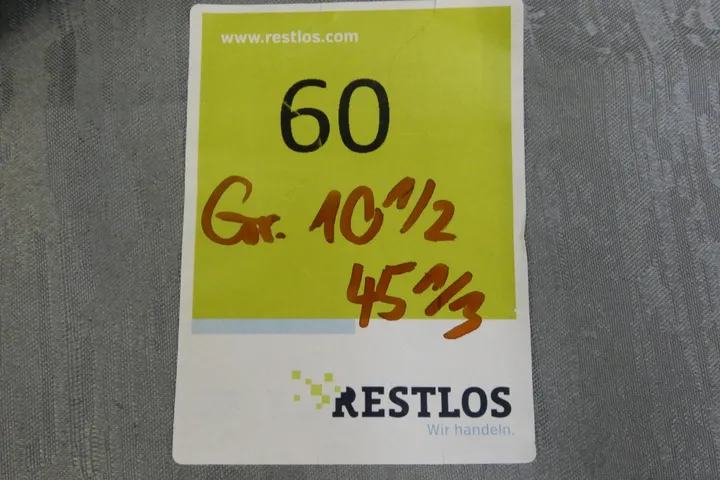 www.restlos.com
60
Gr. 10 1/2
45 1/3
RESTLOS
Wir handeln.